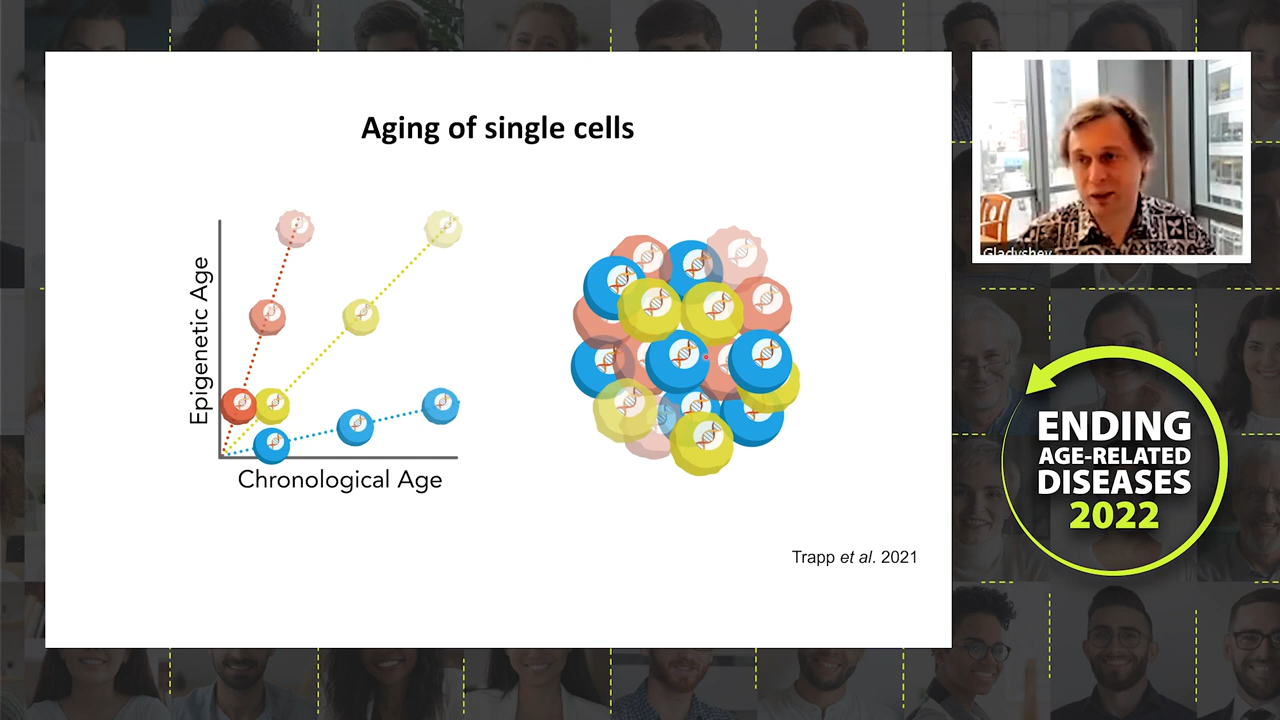 Aging of single cells
Epigenetic Age
Chronological Age
Trapp et al. 2021
Gladyshev
ENDING
AGE-RELATED
DISEASES
2022